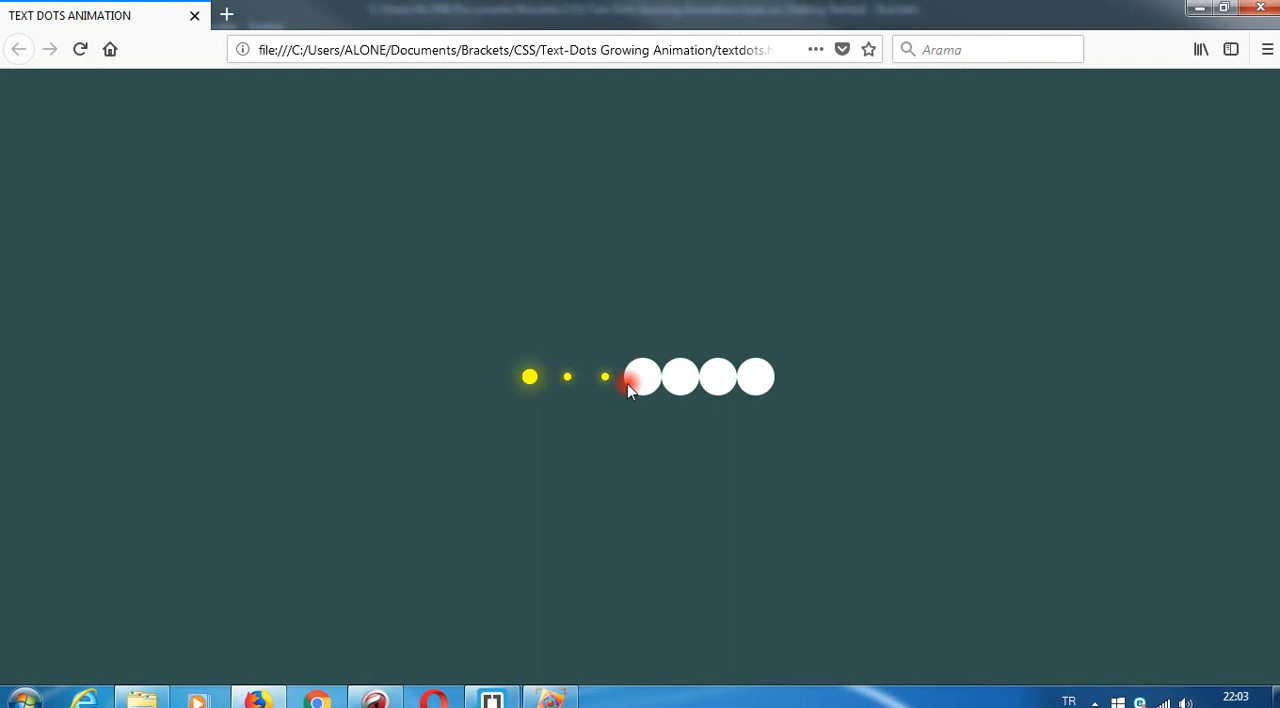 TEXT DOTS ANIMATION
file:///C:/Users/ALONE/Documents/Brackets/CSS/Text-Dots Growing Animation/textdots.h
Arama
TR
22:03